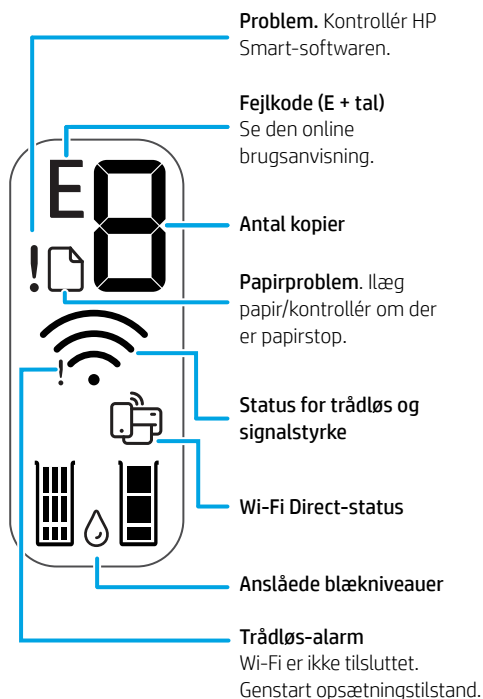 Problem. Kontrollér HP
Smart-softwaren.
Fejlkode (E + tal)
Se den online
brugsanvisning.
E8
Antal kopier
!
Papirproblem. Ilæg
papir/kontrollér om der
er papirstop.
!
Status for trådløs og
signalstyrke
Wi-Fi Direct-status
Anslåede blækniveauer
Trådløs-alarm
Wi-Fi er ikke tilsluttet.
Genstart opsætningstilstand.